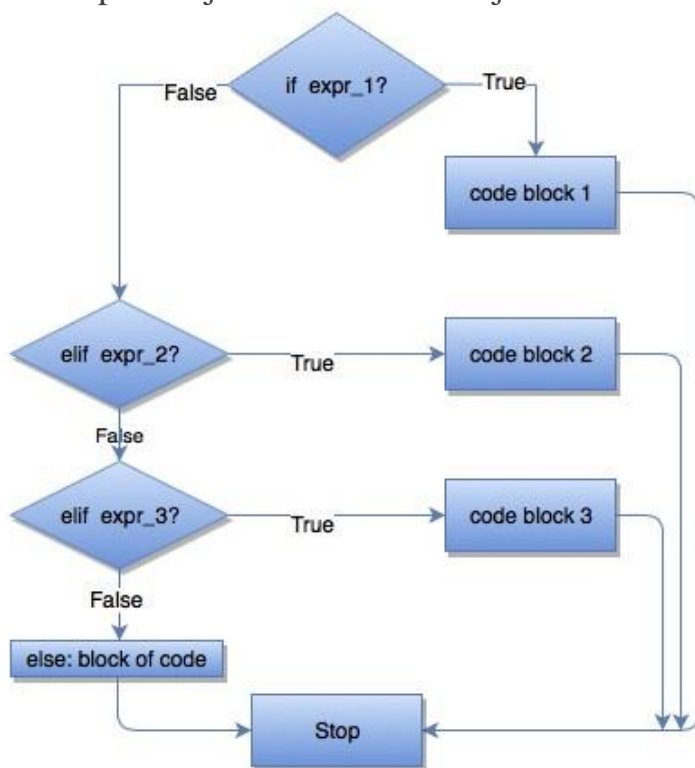 if expr_1?
False
True
code block 1
elif expr_2?
True
code block 2
False
elif expr_3?
True
code block 3
False
else: block of code
Stop